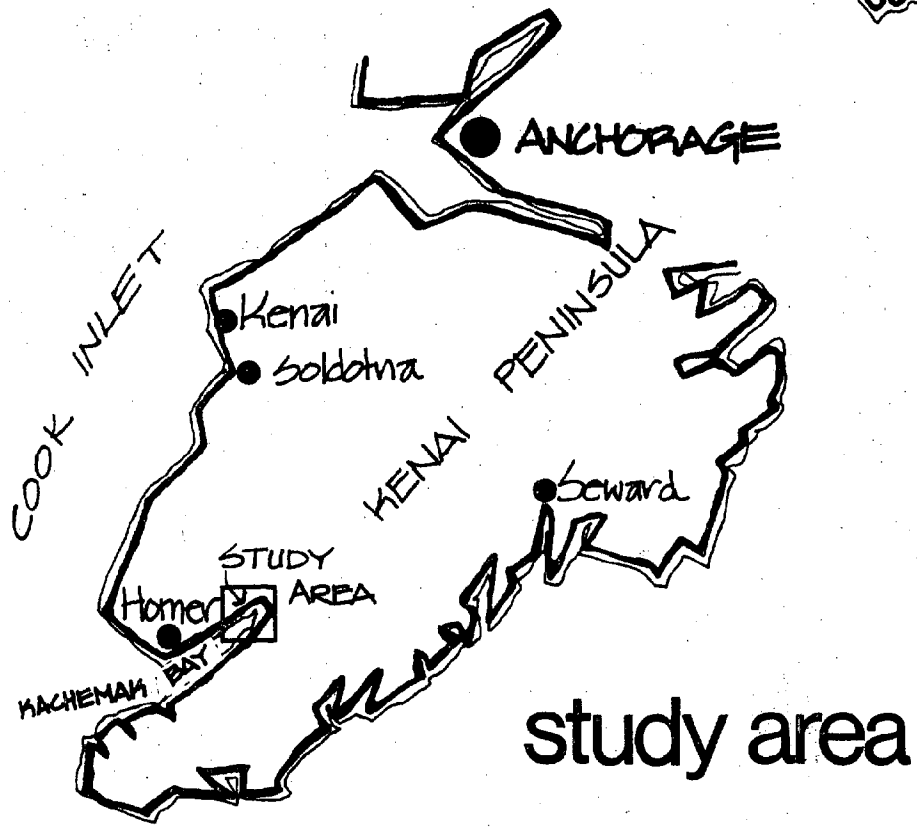 ANCHORAGE
COOK INLET
KENAI PENINSULA
Kenai
Soldotna
Seward
STUDY
AREA
Homer
KACHEMAK BAY
study area